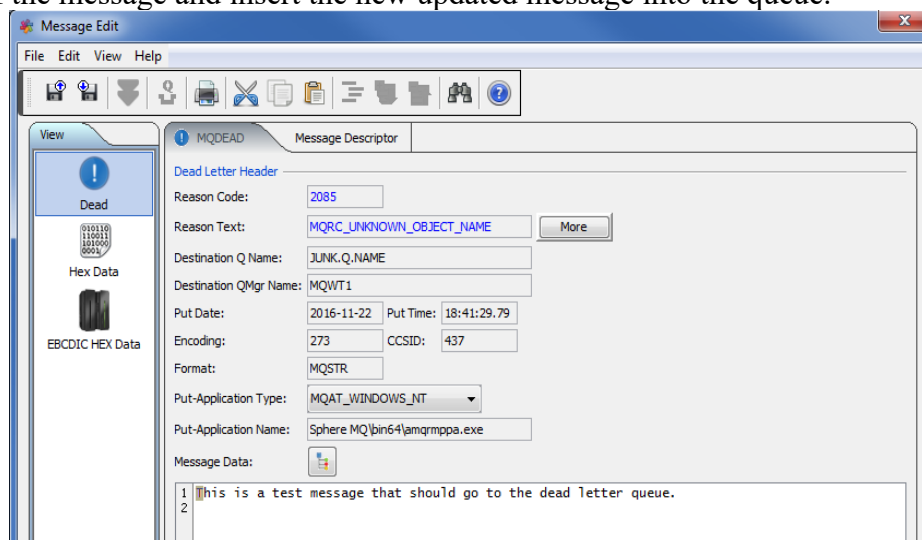 the message and insert the new updated message into the queue.
Message Edit
X
File Edit View Help
View
MQDEAD Message Descriptor
Dead
010110
110011
101000
0001
Hex Data
EBCDIC HEX Data
Dead Letter Header
Reason Code: 2085
Reason Text: MQRC_UNKNOWN_OBJECT_NAME More
Destination Q Name: JUNK.Q.NAME
Destination QMgr Name: MQWT1
Put Date: 2016-11-22 Put Time: 18:41:29.79
Encoding: 273 CCSID: 437
Format: MQSTR
Put-Application Type: MQAT_WINDOWS_NT
Put-Application Name: Sphere MQ\bin64\amqrmppa.exe
Message Data:
1 This is a test message that should go to the dead letter queue.
2